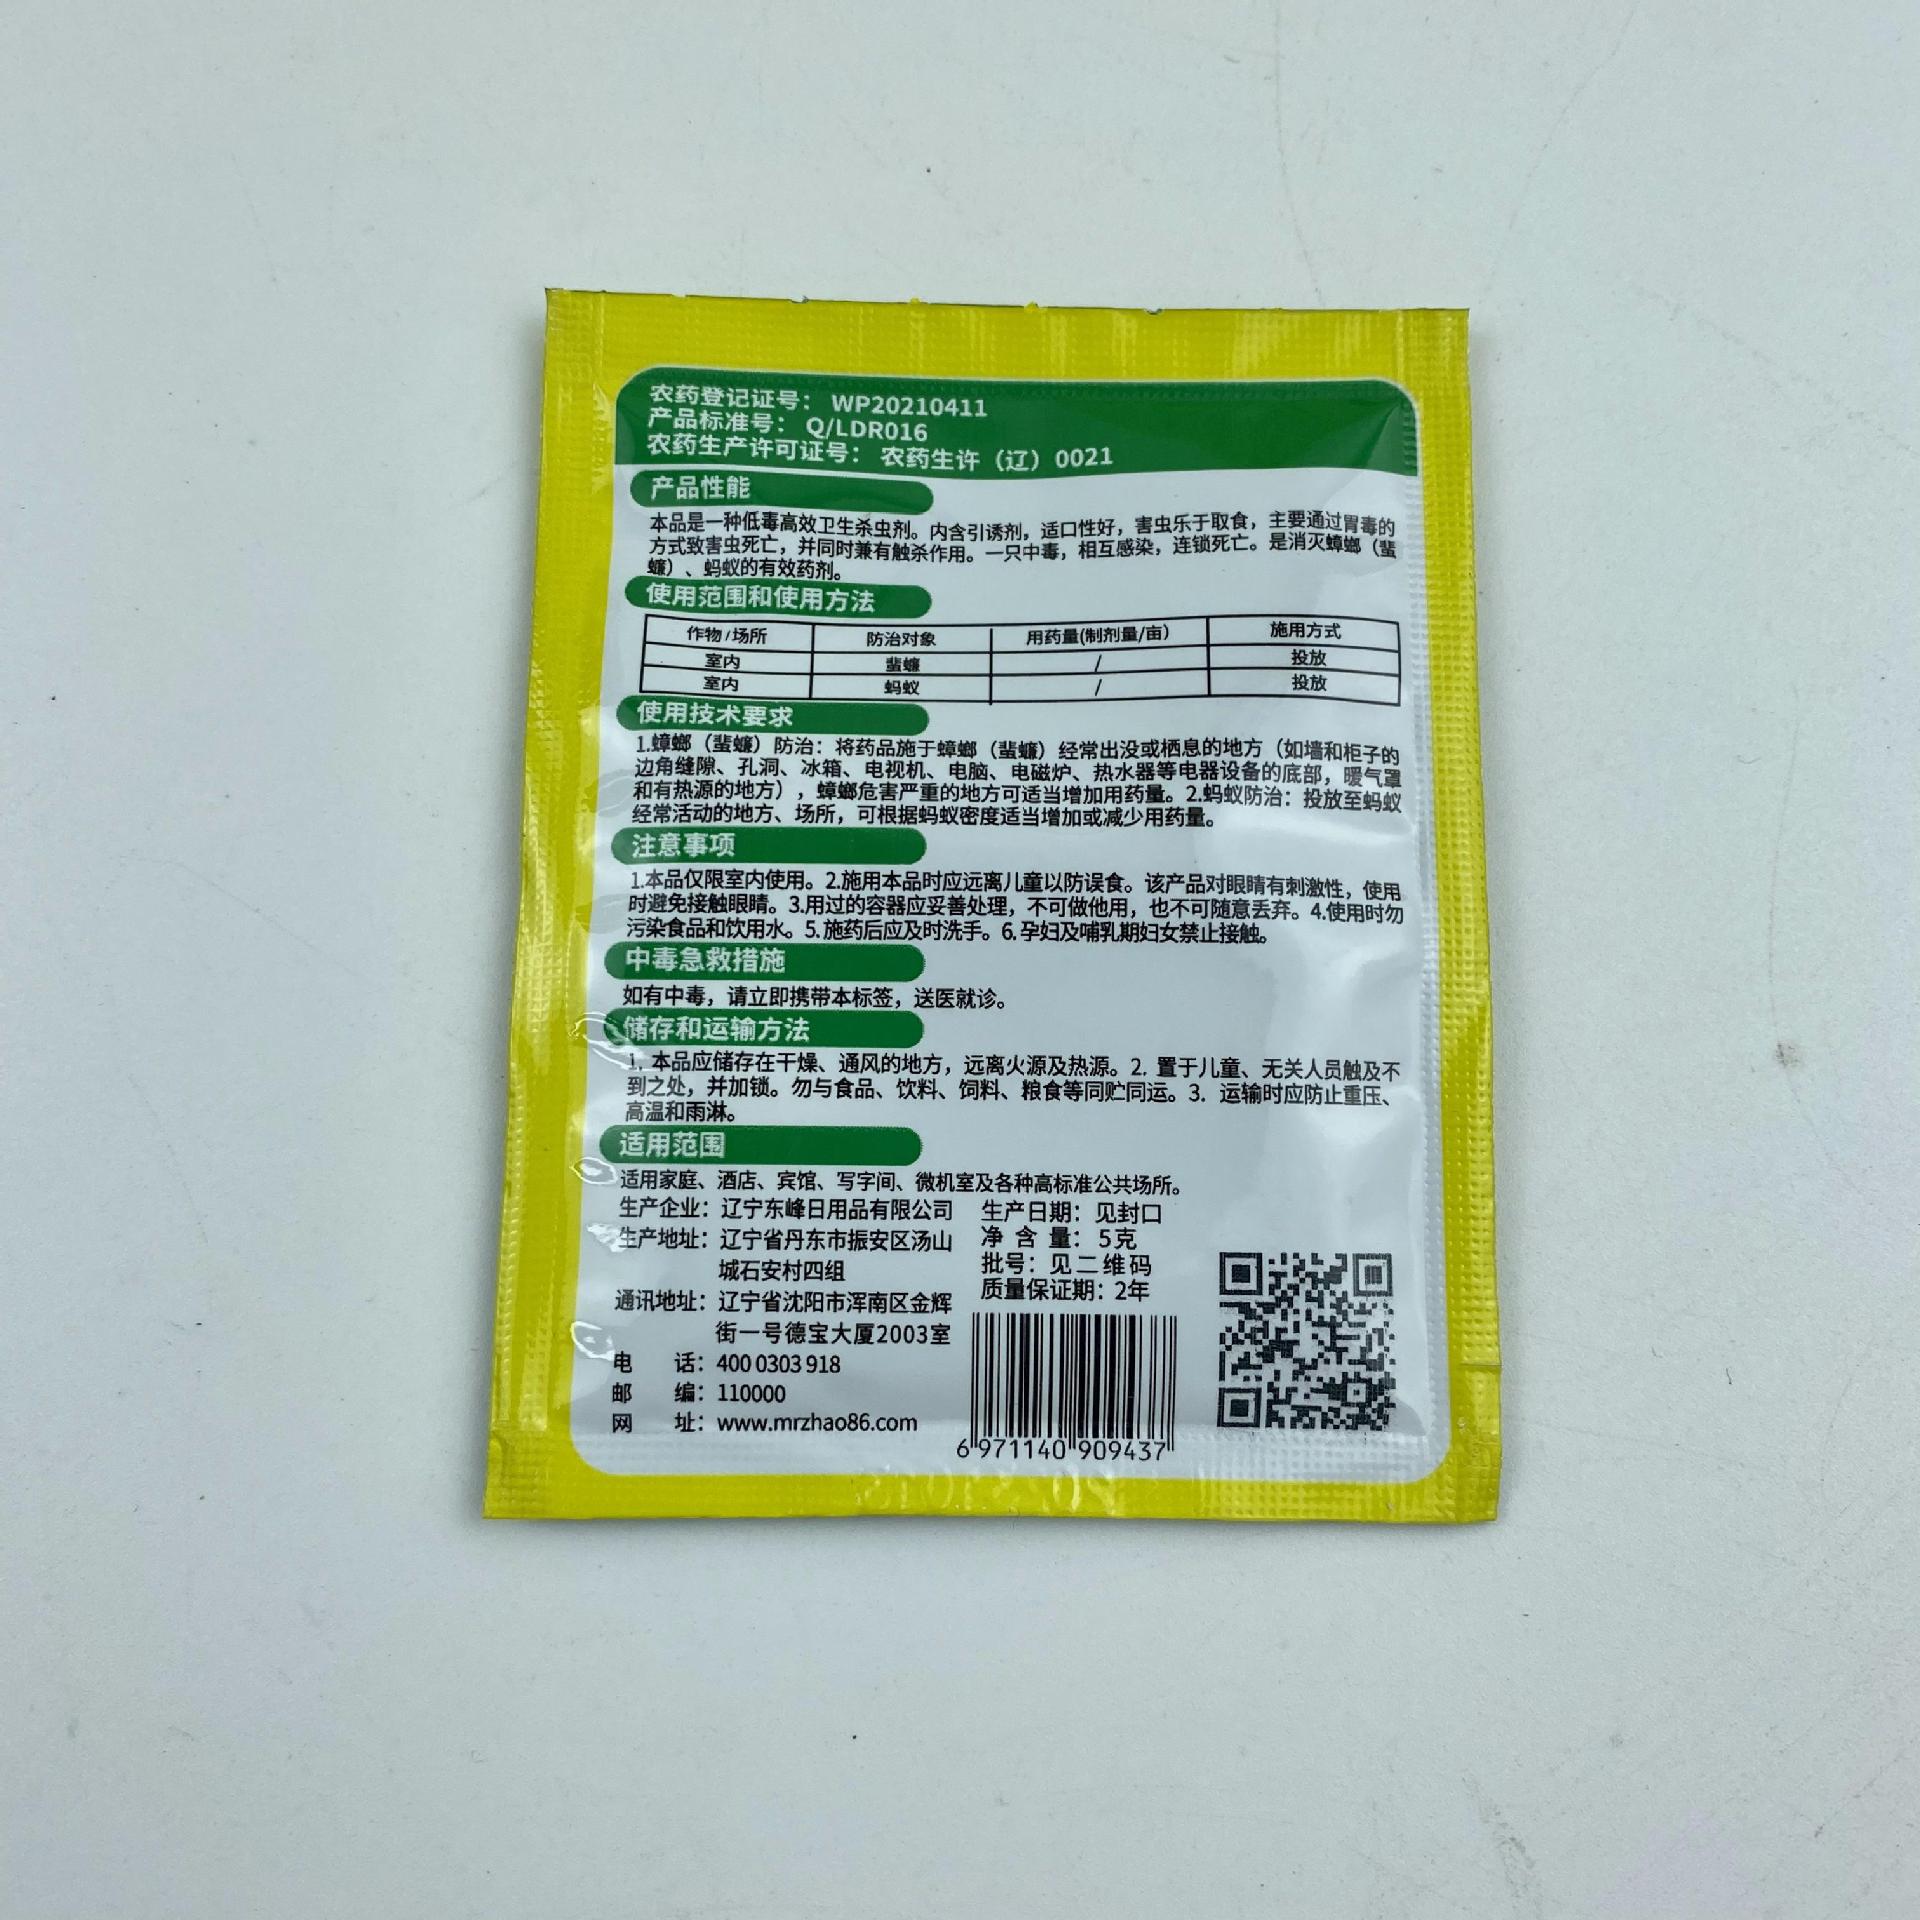 农药登记证号： WP20210411
产品标准号： Q/LDR016
农药生产许可证号： 农药生许（辽）0021
产品性能
本品是一种低毒高效卫生杀虫剂。内含引诱剂，适口性好，害虫乐于取食，主要通过胃毒的
方式致害虫死亡，并同时兼有触杀作用。一只中毒，相互感染，连锁死亡。是消灭蟑螂（蜚
蠊）、蚂蚁的有效药剂。
使用范围和使用方法
作物/场所 防治对象 用药量(制剂量/亩) 施用方式
室内 蜚蠊 / 投放
室内 蚂蚁 / 投放
使用技术要求
1.蟑螂（蜚蠊）防治：将药品施于蟑螂（蜚蠊）经常出没或栖息的地方（如墙和柜子的
边角缝隙、孔洞、冰箱、电视机、电脑、电磁炉、热水器等电器设备的底部，暖气罩
和有热源的地方），蟑螂危害严重的地方可适当增加用药量。2.蚂蚁防治：投放至蚂蚁
经常活动的地方、场所，可根据蚂蚁密度适当增加或减少用药量。
注意事项
1.本品仅限室内使用。2.施用本品时应远离儿童以防误食。该产品对眼睛有刺激性，使用
时避免接触眼睛。3.用过的容器应妥善处理，不可做他用，也不可随意丢弃。4.使用时勿
污染食品和饮用水。5.施药后应及时洗手。6.孕妇及哺乳期妇女禁止接触。
中毒急救措施
如有中毒，请立即携带本标签，送医就诊。
储存和运输方法
1. 本品应储存在干燥、通风的地方，远离火源及热源。2. 置于儿童、无关人员触及不
到之处，并加锁。勿与食品、饮料、饲料、粮食等同贮同运。3. 运输时应防止重压、
高温和雨淋。
适用范围
适用家庭、酒店、宾馆、写字间、微机室及各种高标准公共场所。
生产企业：辽宁东峰日用品有限公司
生产地址：辽宁省丹东市振安区汤山
城石安村四组
通讯地址：辽宁省沈阳市浑南区金辉
街一号德宝大厦2003室
电 话：400 0303 918
邮 编：110000
网 址：www.mrzhao86.com
生产日期：见封口
净 含 量：5克
批号：见二维码
质量保证期：2年
6 971140 909437